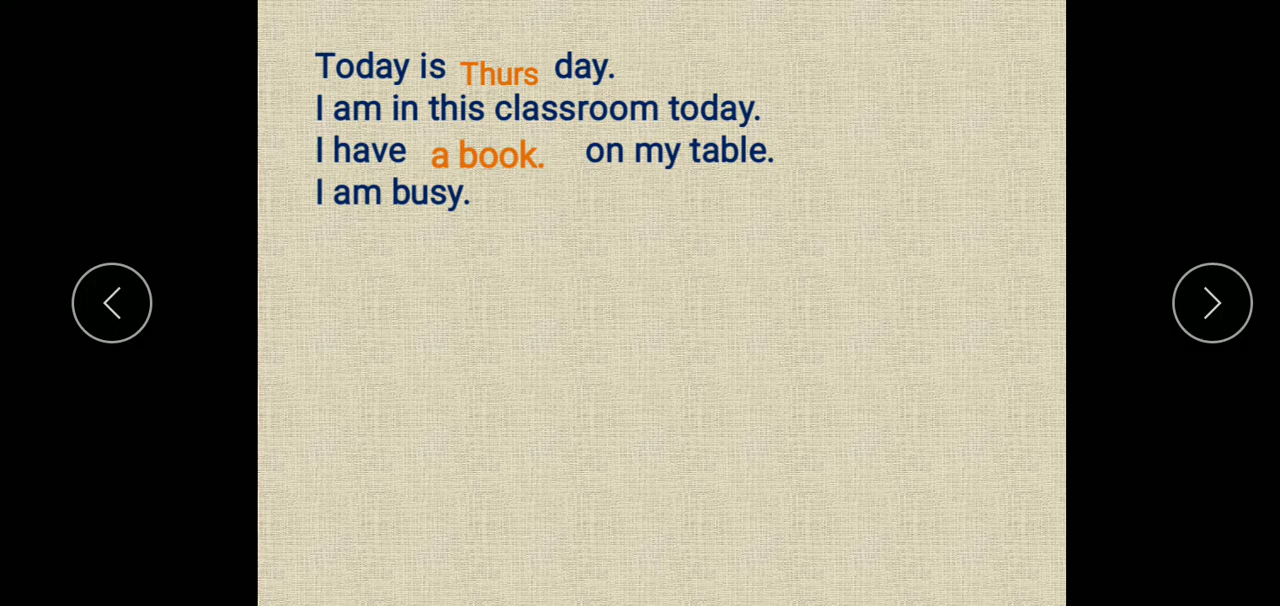 Today is Thurs day.
I am in this classroom today.
I have a book. on my table.
I am busy.